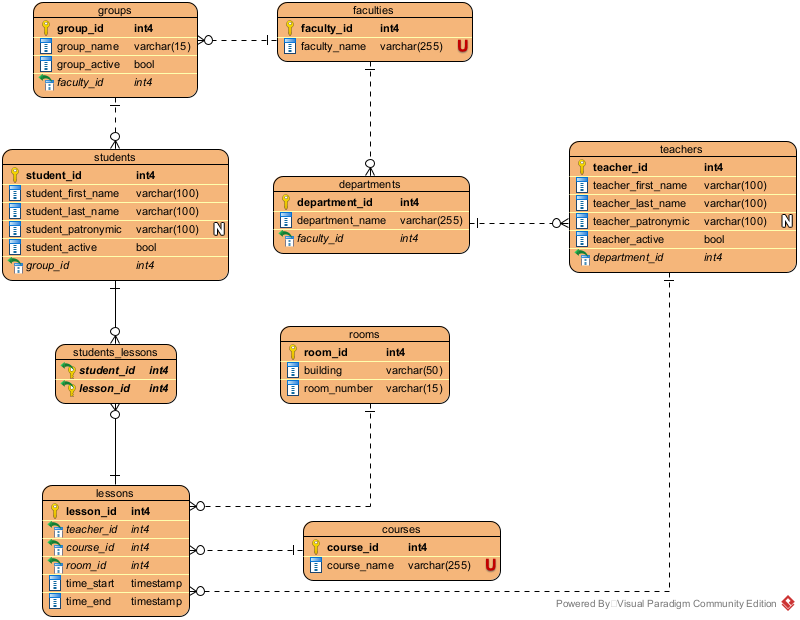 groups
group_id int4
group_name varchar(15)
group_active bool
faculty_id int4
faculties
faculty_id int4
faculty_name varchar(255) U
students
student_id int4
student_first_name varchar(100)
student_last_name varchar(100)
student_patronymic varchar(100) N
student_active bool
group_id int4
departments
department_id int4
department_name varchar(255)
faculty_id int4
teachers
teacher_id int4
teacher_first_name varchar(100)
teacher_last_name varchar(100)
teacher_patronymic varchar(100) N
teacher_active bool
department_id int4
students_lessons
student_id int4
lesson_id int4
rooms
room_id int4
building varchar(50)
room_number varchar(15)
lessons
lesson_id int4
teacher_id int4
course_id int4
room_id int4
time_start timestamp
time_end timestamp
courses
course_id int4
course_name varchar(255) U
Powered By Visual Paradigm Community Edition